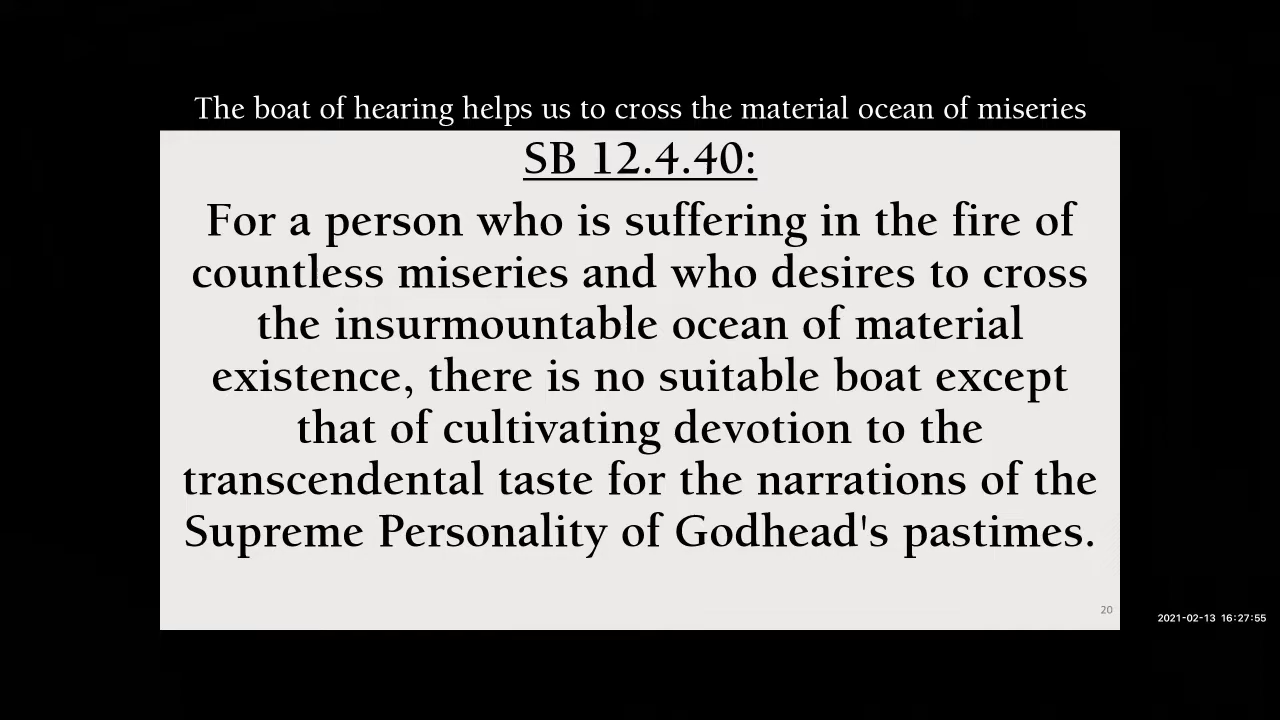 The boat of hearing helps us to cross the material ocean of miseries
SB 12.4.40:
For a person who is suffering in the fire of
countless miseries and who desires to cross
the insurmountable ocean of material
existence, there is no suitable boat except
that of cultivating devotion to the
transcendental taste for the narrations of the
Supreme Personality of Godhead's pastimes.
20
2021-02-13 16:27:55